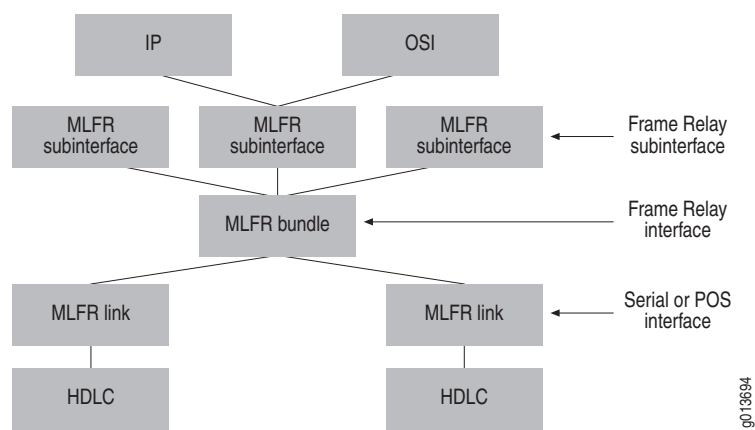 IP
OSI
MLFR
subinterface
MLFR
subinterface
MLFR
subinterface
Frame Relay
subinterface
MLFR bundle
Frame Relay
interface
MLFR link
MLFR link
Serial or POS
interface
HDLC
HDLC
g013694